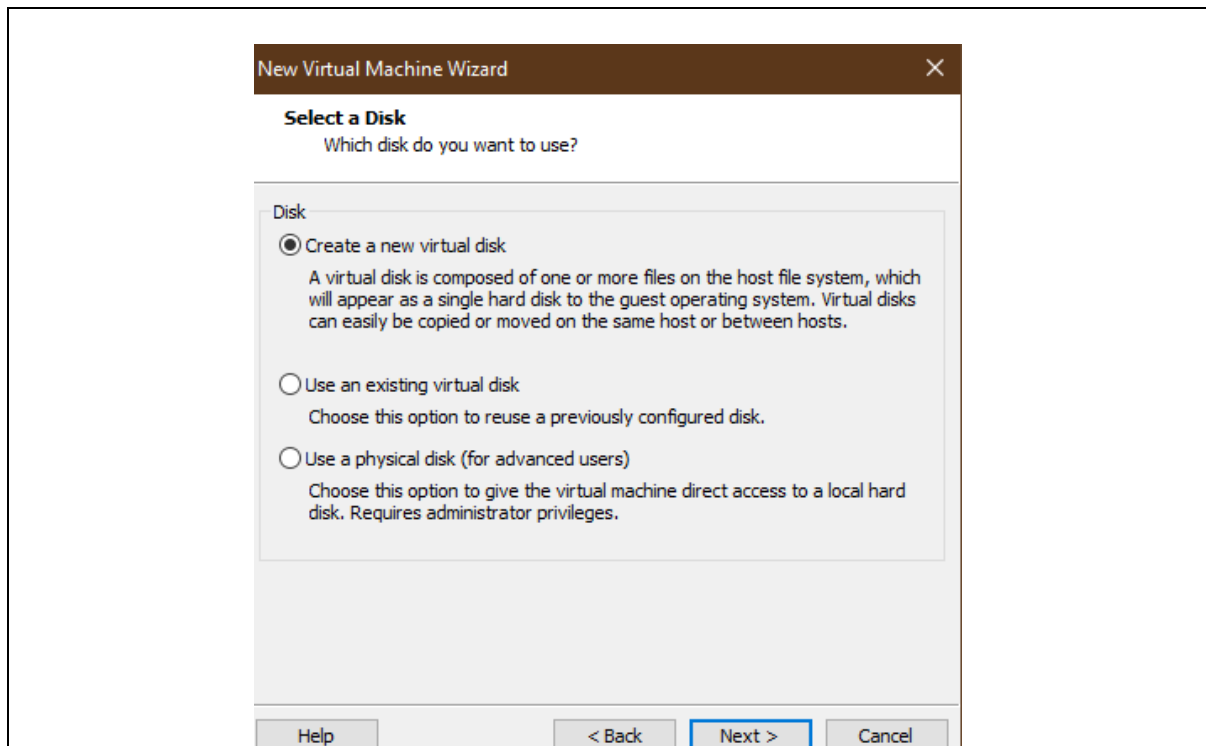 New Virtual Machine Wizard
Select a Disk
Which disk do you want to use?
Disk
Create a new virtual disk
A virtual disk is composed of one or more files on the host file system, which
will appear as a single hard disk to the guest operating system. Virtual disks
can easily be copied or moved on the same host or between hosts.
Use an existing virtual disk
Choose this option to reuse a previously configured disk.
Use a physical disk (for advanced users)
Choose this option to give the virtual machine direct access to a local hard
disk. Requires administrator privileges.
Help < Back Next > Cancel